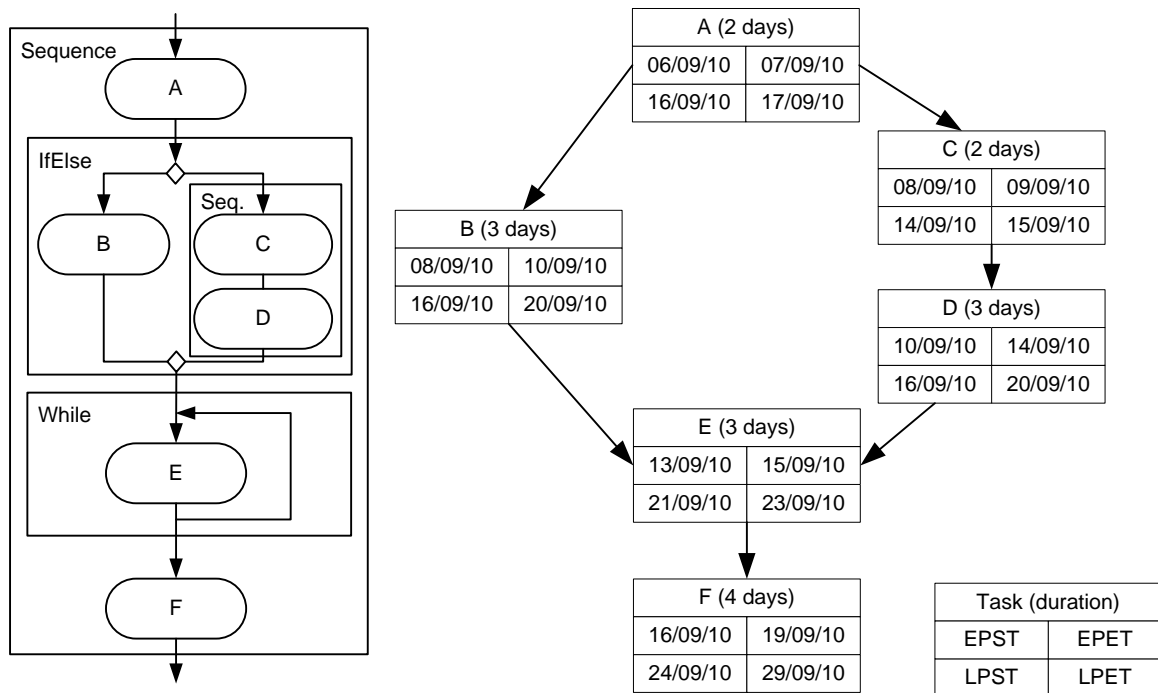 Sequence
A
IfElse
B
Seq.
C
D
While
E
F
A (2 days)
06/09/10 07/09/10
16/09/10 17/09/10
C (2 days)
08/09/10 09/09/10
14/09/10 15/09/10
B (3 days)
08/09/10 10/09/10
16/09/10 20/09/10
D (3 days)
10/09/10 14/09/10
16/09/10 20/09/10
E (3 days)
13/09/10 15/09/10
21/09/10 23/09/10
F (4 days)
16/09/10 19/09/10
24/09/10 29/09/10
Task (duration)
EPST EPET
LPST LPET